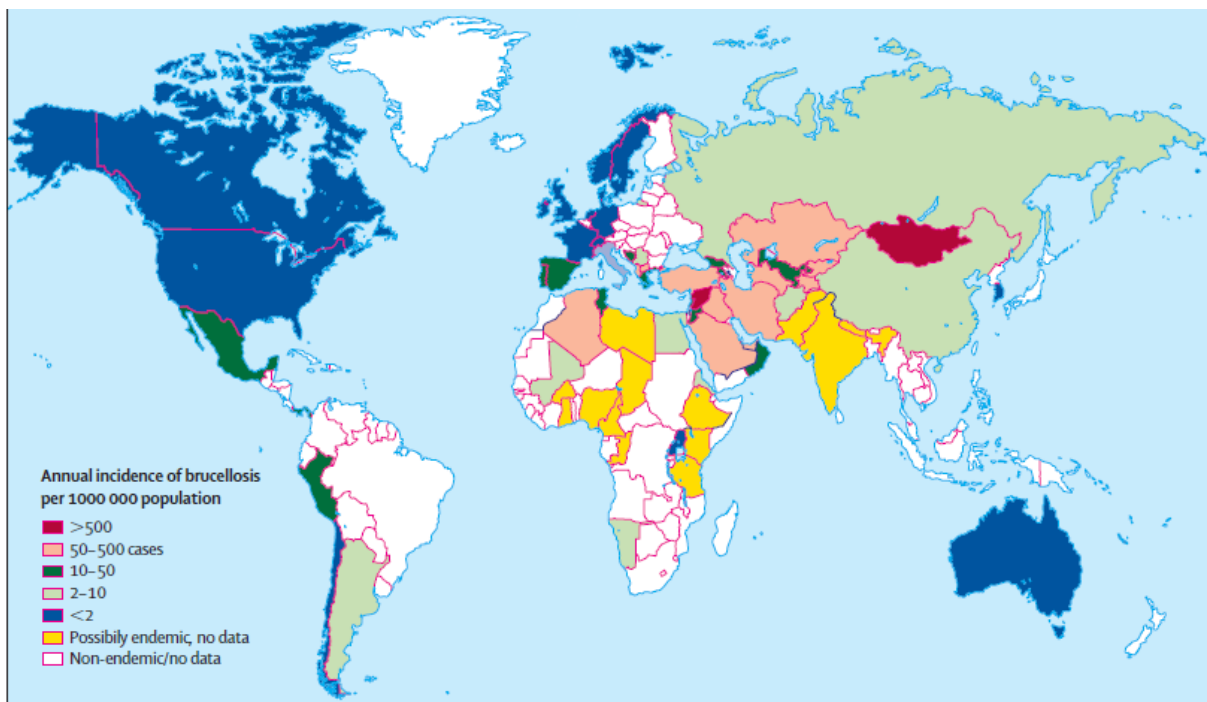 Annual incidence of brucellosis
per 1000 000 population
>500
50–500 cases
10–50
2–10
<2
Possibily endemic, no data
Non-endemic/no data